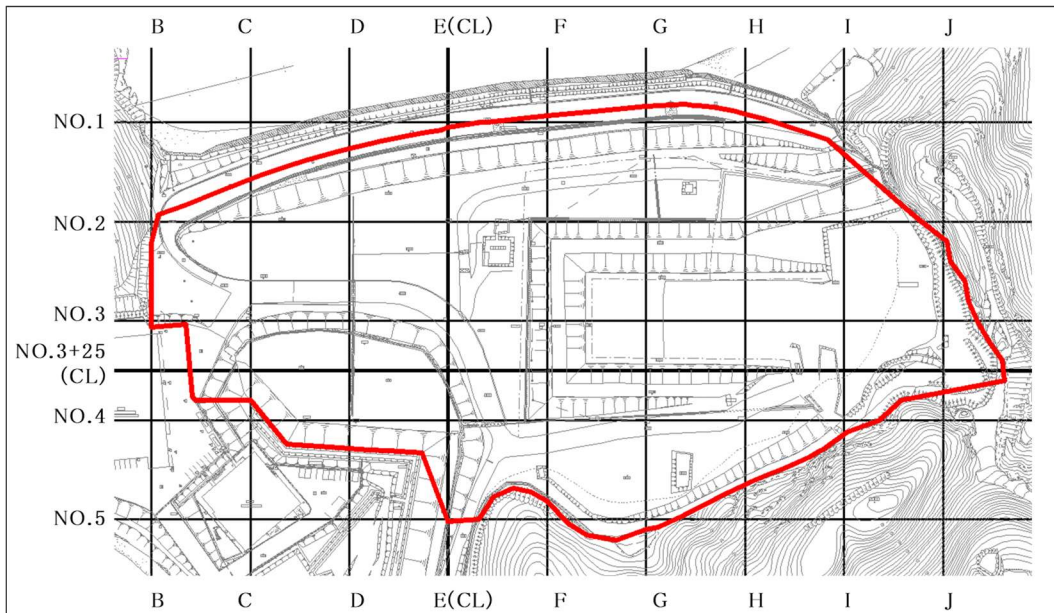 B C D E(CL) F G H I J
NO.1
NO.2
NO.3
NO.3+25
(CL)
NO.4
NO.5
B C D E(CL) F G H I J